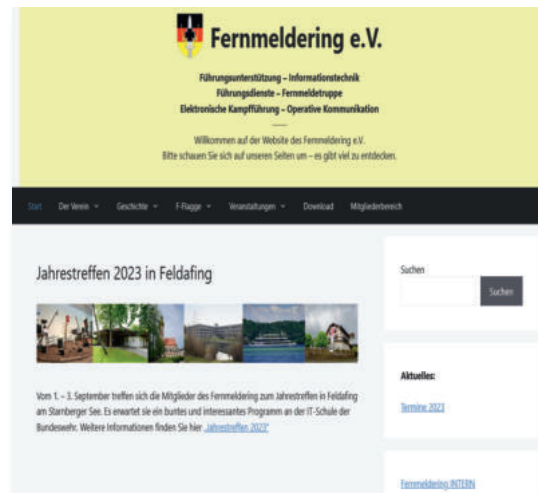 Fernmeldering e.V.
Führungsunterstützung – Informationstechnik
Führungsdienste – Fernmeldetruppe
Elektronische Kampfführung – Operative Kommunikation
Willkommen auf der Website des Fernmeldering e.V.
Bitte schauen Sie sich auf unseren Seiten um – es gibt viel zu entdecken.
Start Der Verein Geschichte F-Flagge Veranstaltungen Download Mitgliederbereich
Jahrestreffen 2023 in Feldafing
Vom 1. – 3. September treffen sich die Mitglieder des Fernmeldering zum Jahrestreffen in Feldafing
am Starnberger See. Es erwartet sie ein buntes und interessantes Programm an der IT-Schule der
Bundeswehr. Weitere Informationen finden Sie hier „Jahrestreffen 2023“
Suchen
Suchen
Aktuelles:
Termine 2023
Fernmeldering INTERN